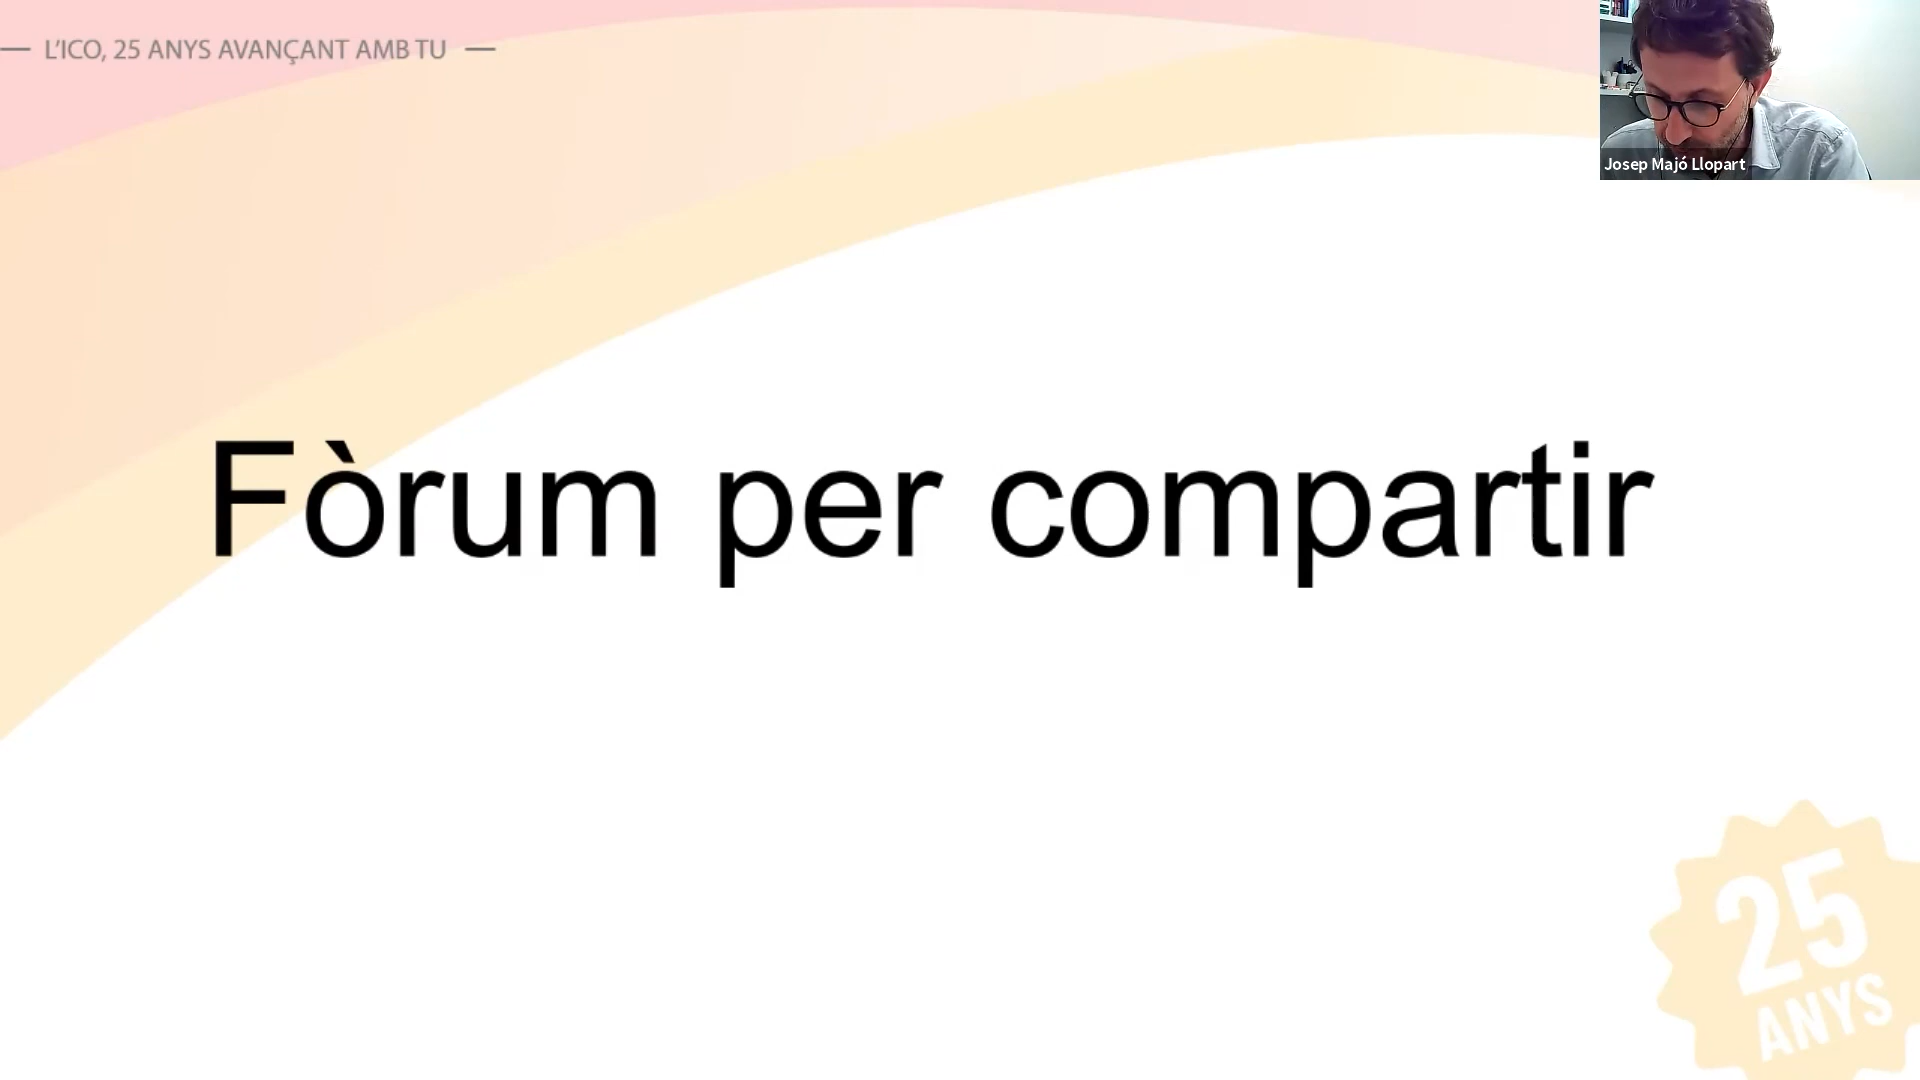 L'ICO, 25 ANYS AVANÇANT AMB TU
Josep Majó Llopart
Fòrum per compartir
25
ANYS